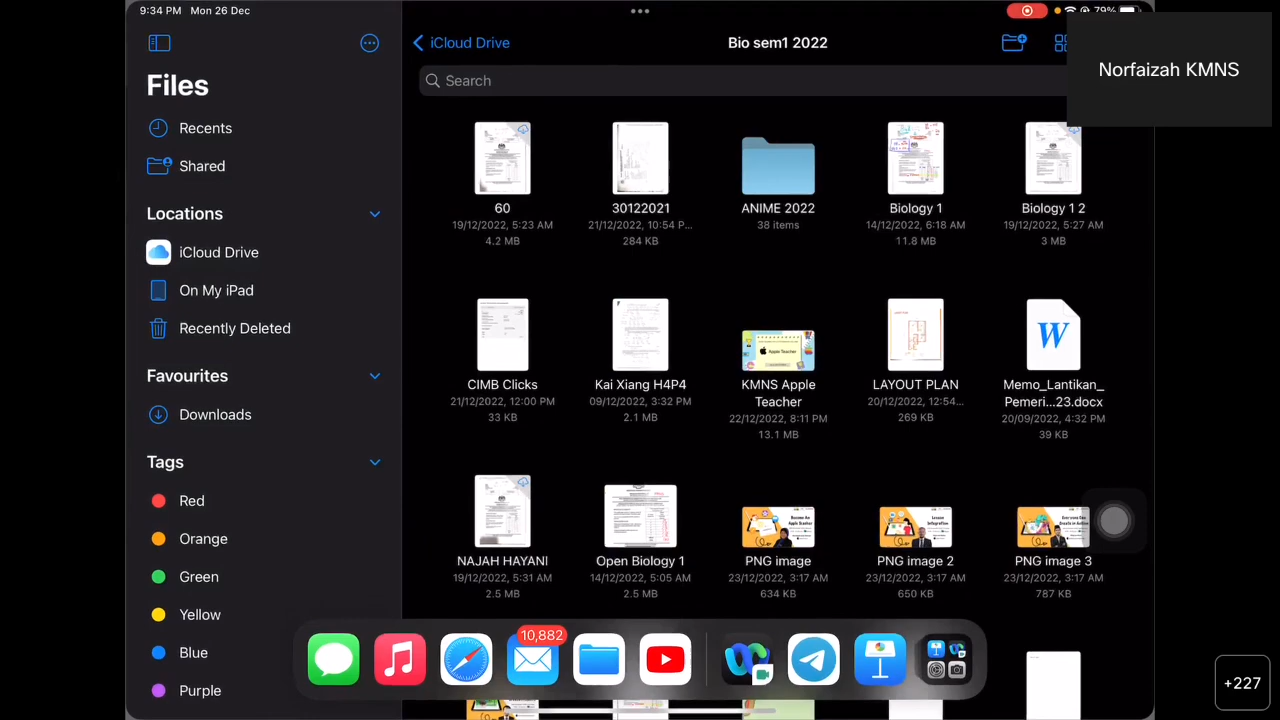 9:34 PM Mon 26 Dec
79%
Norfaizah KMNS
Files
Recents
Shared
Locations
iCloud Drive
On My iPad
Recently Deleted
Favourites
Downloads
Tags
Red
Orange
Green
Yellow
Blue
Purple
iCloud Drive
Bio sem1 2022
Search
60
19/12/2022, 5:23 AM
4.2 MB
30122021
21/12/2022, 10:54 P...
284 KB
ANIME 2022
38 items
Biology 1
14/12/2022, 6:18 AM
11.8 MB
Biology 1 2
19/12/2022, 5:27 AM
3 MB
CIMB Clicks
21/12/2022, 12:00 PM
33 KB
Kai Xiang H4P4
09/12/2022, 3:32 PM
2.1 MB
Apple Teacher
KMNS Apple
Teacher
22/12/2022, 8:11 PM
13.1 MB
LAYOUT PLAN
20/12/2022, 12:54...
269 KB
W
Memo_Lantikan_
Pemeri...23.docx
20/09/2022, 4:32 PM
39 KB
NAJAH HAYANI
19/12/2022, 5:31 AM
2.5 MB
Open Biology 1
14/12/2022, 5:05 AM
2.5 MB
PNG image
23/12/2022, 3:17 AM
634 KB
PNG image 2
23/12/2022, 3:17 AM
650 KB
PNG image 3
23/12/2022, 3:17 AM
787 KB
10,882
+227